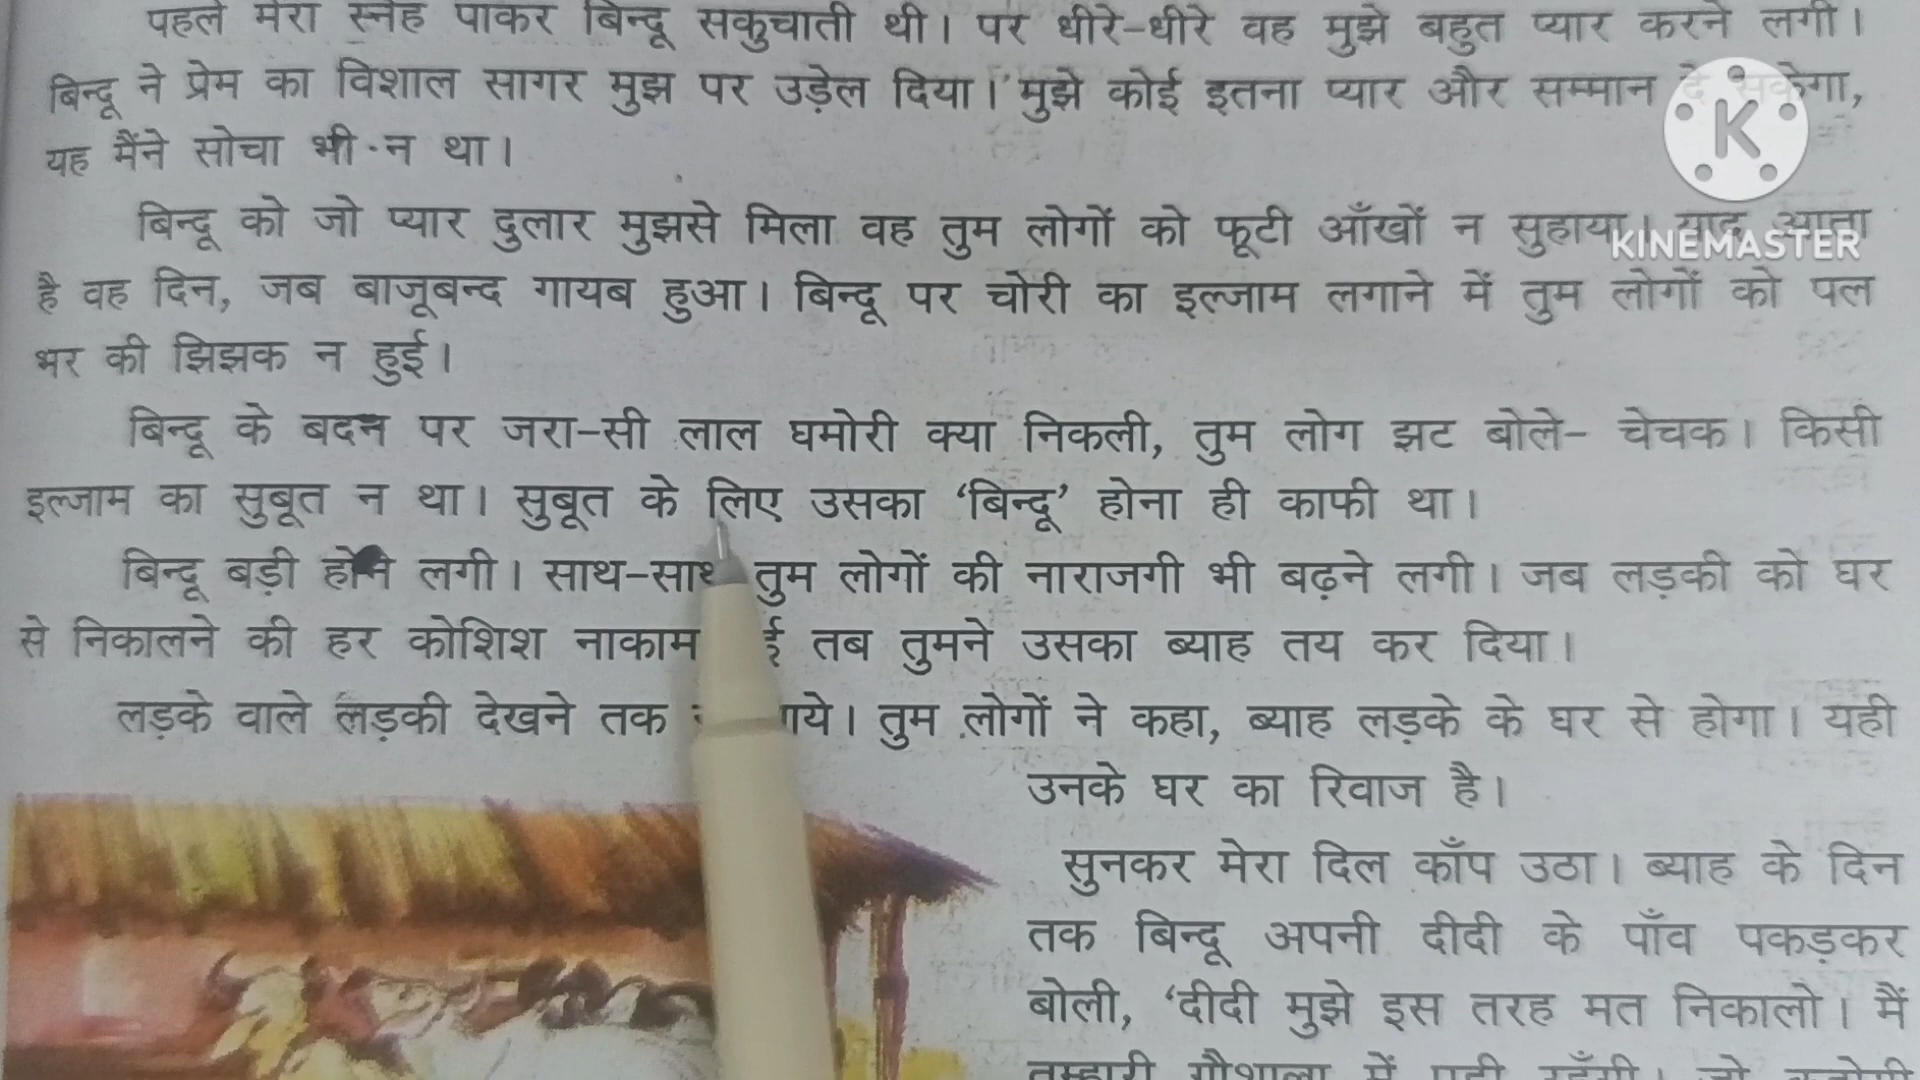 पहले मेरा स्नेह पाकर बिन्दू सकुचाती थी। पर धीरे-धीरे वह मुझे बहुत प्यार करने लगी।
बिन्दू ने प्रेम का विशाल सागर मुझ पर उड़ेल दिया। मुझे कोई इतना प्यार और सम्मान दे सकेगा,
यह मैंने सोचा भी न था।
बिन्दू को जो प्यार दुलार मुझसे मिला वह तुम लोगों को फूटी आँखों न सुहाया। याद आता
है वह दिन, जब बाजूबन्द गायब हुआ। बिन्दू पर चोरी का इल्जाम लगाने में तुम लोगों को पल
भर की झिझक न हुई।
बिन्दू के बदन पर जरा-सी लाल घमोरी क्या निकली, तुम लोग झट बोले- चेचक। किसी
इल्जाम का सुबूत न था। सुबूत के लिए उसका ‘बिन्दू’ होना ही काफी था।
बिन्दू बड़ी होने लगी। साथ-साथ तुम लोगों की नाराजगी भी बढ़ने लगी। जब लड़की को घर
से निकालने की हर कोशिश नाकाम तब तुमने उसका ब्याह तय कर दिया।
लड़के वाले लड़की देखने तक तुम लोगों ने कहा, ब्याह लड़के के घर से होगा। यही
उनके घर का रिवाज है।
सुनकर मेरा दिल काँप उठा। ब्याह के दिन
तक बिन्दू अपनी दीदी के पाँव पकड़कर
बोली, ‘दीदी मुझे इस तरह मत निकालो। मैं
K
KINEMASTER